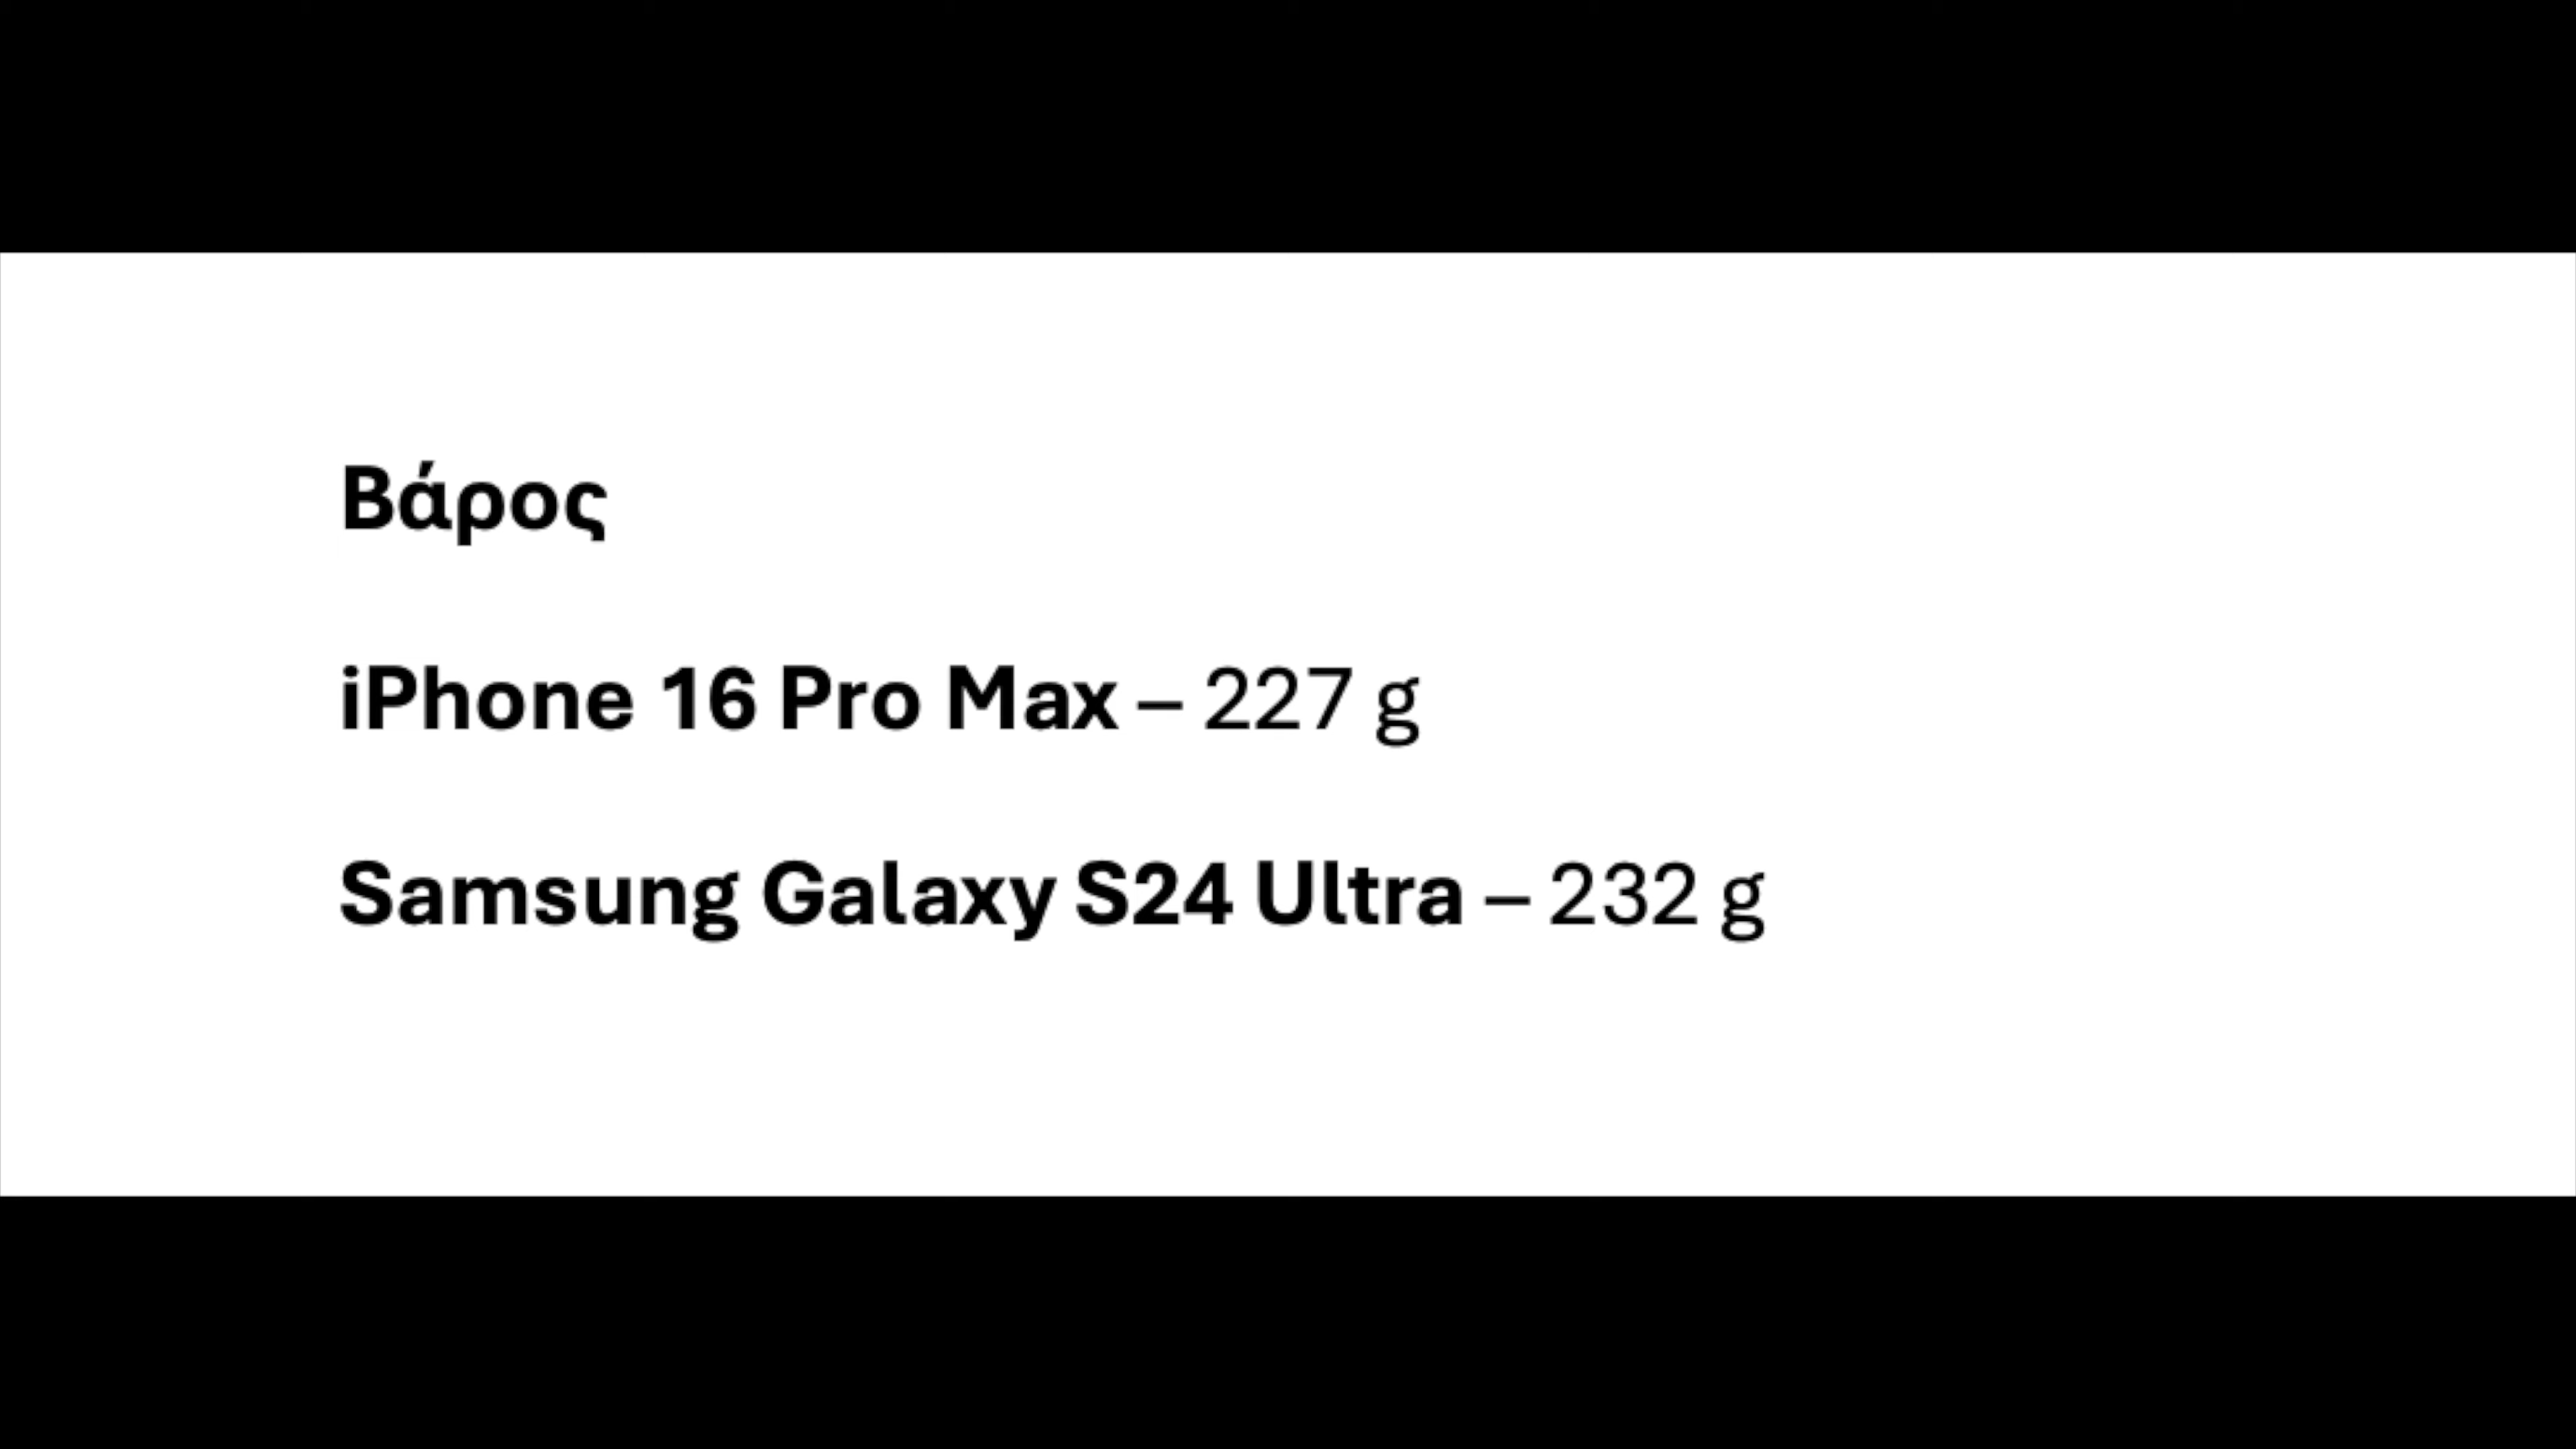 Βάρος
iPhone 16 Pro Max – 227 g
Samsung Galaxy S24 Ultra – 232 g